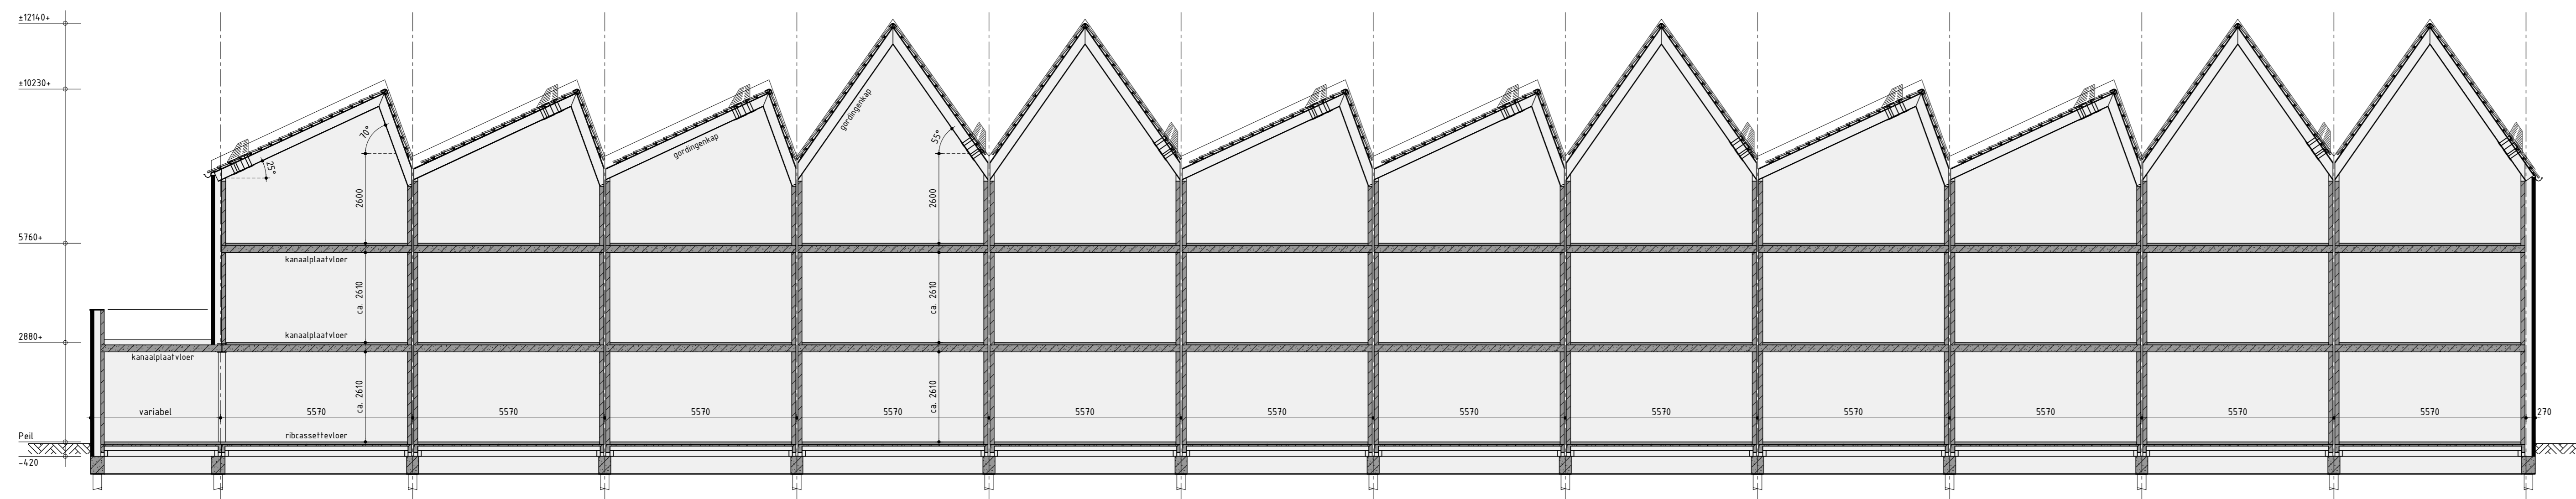 ±12140+
±10230+
5760+
2880+
Peil
-420
25°
70°
gordingenkap
gordingenkap
55°
2600
2600
kanaalplaatvloer
ca. 2610
ca. 2610
kanaalplaatvloer
kanaalplaatvloer
ca. 2610
ca. 2610
variabel
5570
5570
5570
5570
5570
5570
5570
5570
5570
5570
5570
5570
270
ribcassettevloer